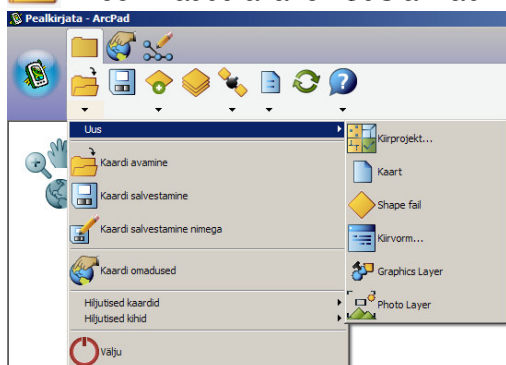 Pealkirjata - ArcPad
Uus
Kaardi avamine
Kaardi salvestamine
Kaardi salvestamine nimega
Kaardi omadused
Hiljutised kaardid
Hiljutised kihid
Välju
Kiirprojekt...
Kaart
Shape fail
Kiirvorm...
Graphics Layer
Photo Layer